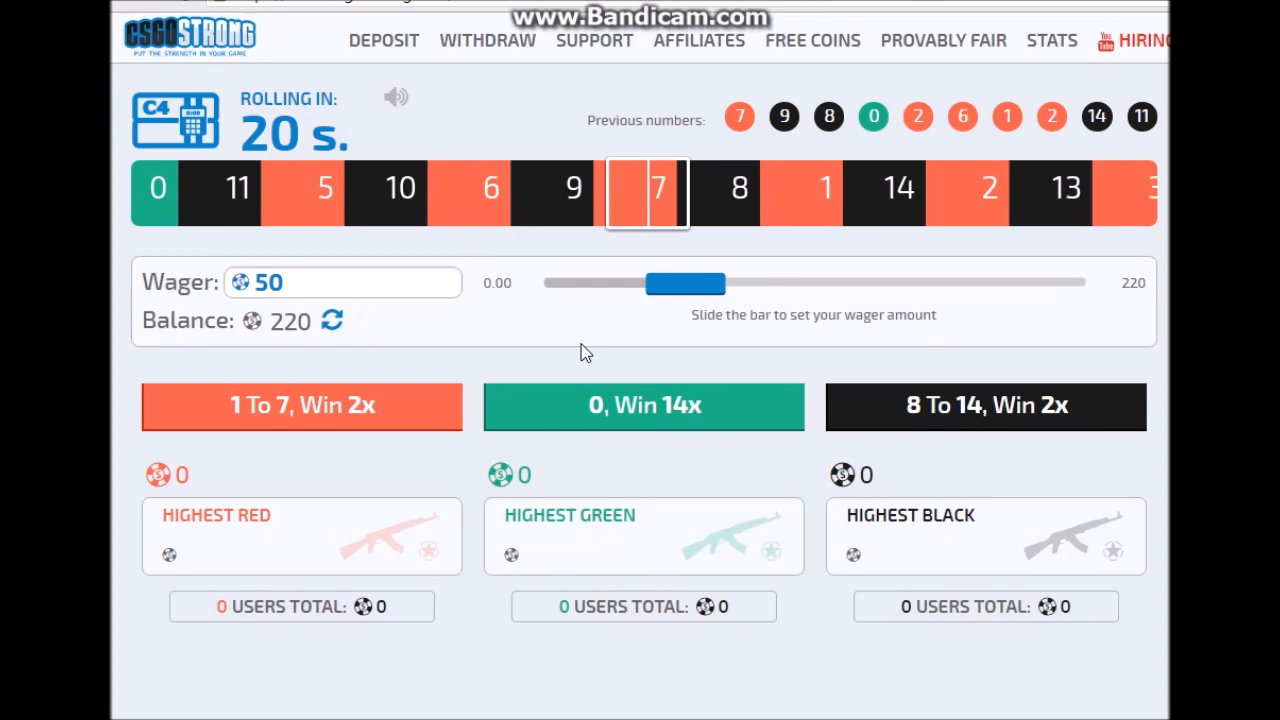 www.Bandicam.com
CSGOSTRONG
PUT THE STRENGTH IN YOUR GAME
DEPOSIT WITHDRAW SUPPORT AFFILIATES FREE COINS PROVABLY FAIR STATS You Tube HIRING
C4 0:00
ROLLING IN:
20 s.
Previous numbers: 7 9 8 0 2 6 1 2 14 11
0 11 5 10 6 9 7 8 1 14 2 13 3
Wager: 50 0.00 220
Balance: 220 Slide the bar to set your wager amount
1 To 7, Win 2x 0, Win 14x 8 To 14, Win 2x
0 0 0
HIGHEST RED HIGHEST GREEN HIGHEST BLACK
0 USERS TOTAL: 0 0 USERS TOTAL: 0 0 USERS TOTAL: 0